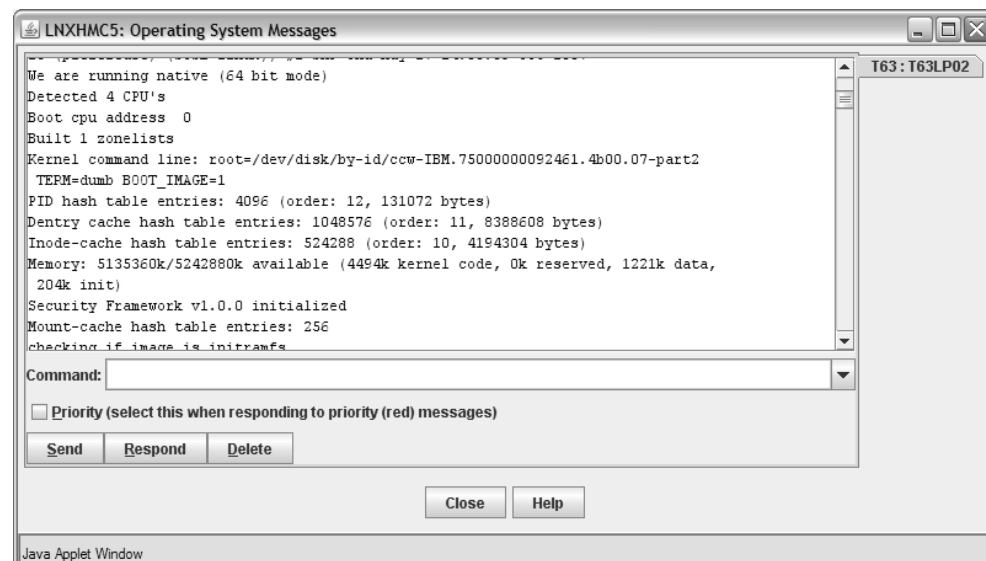 LNXHMC5: Operating System Messages
T63:T63LP02
We are running native (64 bit mode)
Detected 4 CPU's
Boot cpu address  0
Built 1 zonelists
Kernel command line: root=/dev/disk/by-id/ccw-IBM.75000000092461.4b00.07-part2
TERM=dumb BOOT_IMAGE=1
PID hash table entries: 4096 (order: 12, 131072 bytes)
Dentry cache hash table entries: 1048576 (order: 11, 8388608 bytes)
Inode-cache hash table entries: 524288 (order: 10, 4194304 bytes)
Memory: 5135360k/5242880k available (4494k kernel code, 0k reserved, 1221k data,
204k init)
Security Framework v1.0.0 initialized
Mount-cache hash table entries: 256
checking if image is initramfs
Command:
Priority (select this when responding to priority (red) messages)
Send Respond Delete
Close Help
Java Applet Window